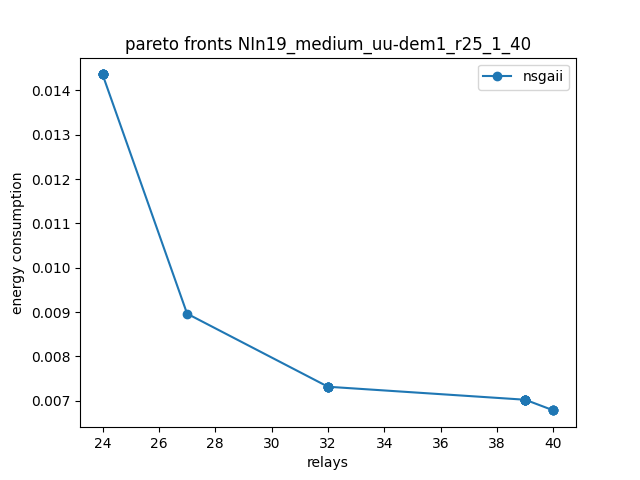 pareto fronts NIn19_medium_uu-dem1_r25_1_40
nsgaii
energy consumption
0.014
0.013
0.012
0.011
0.010
0.009
0.008
0.007
24 26 28 30 32 34 36 38 40
relays